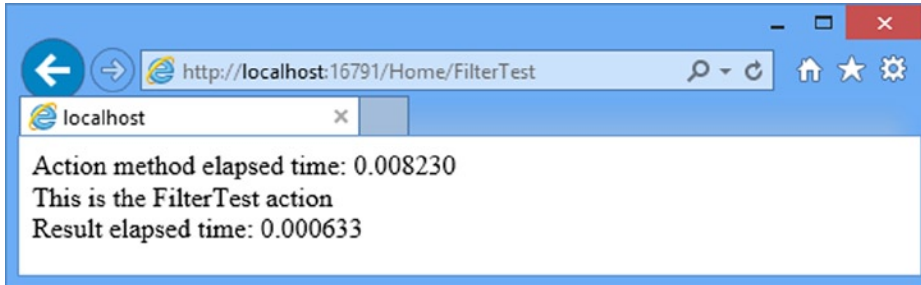 http://localhost:16791/Home/FilterTest
localhost
Action method elapsed time: 0.008230
This is the FilterTest action
Result elapsed time: 0.000633